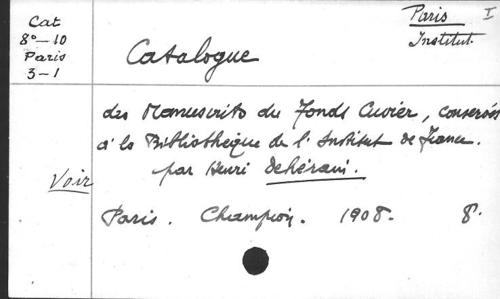 Cat
8°—10
Paris
3-1
Paris I
Institut.
Catalogue
des Manuscrits du Fonds Cuvier, conservés
à la Bibliothèque de l'Institut de France.
Voir par Henri Dehérain.
Paris. Champion. 1908. 8.